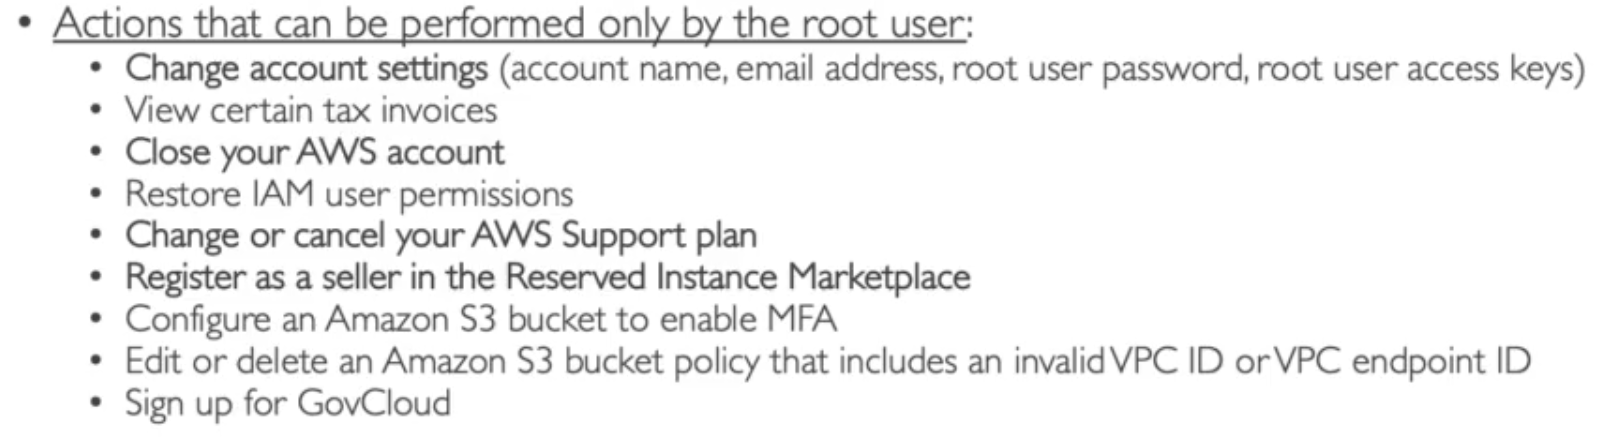 • Actions that can be performed only by the root user:
• Change account settings (account name, email address, root user password, root user access keys)
• View certain tax invoices
• Close your AWS account
• Restore IAM user permissions
• Change or cancel your AWS Support plan
• Register as a seller in the Reserved Instance Marketplace
• Configure an Amazon S3 bucket to enable MFA
• Edit or delete an Amazon S3 bucket policy that includes an invalid VPC ID or VPC endpoint ID
• Sign up for GovCloud